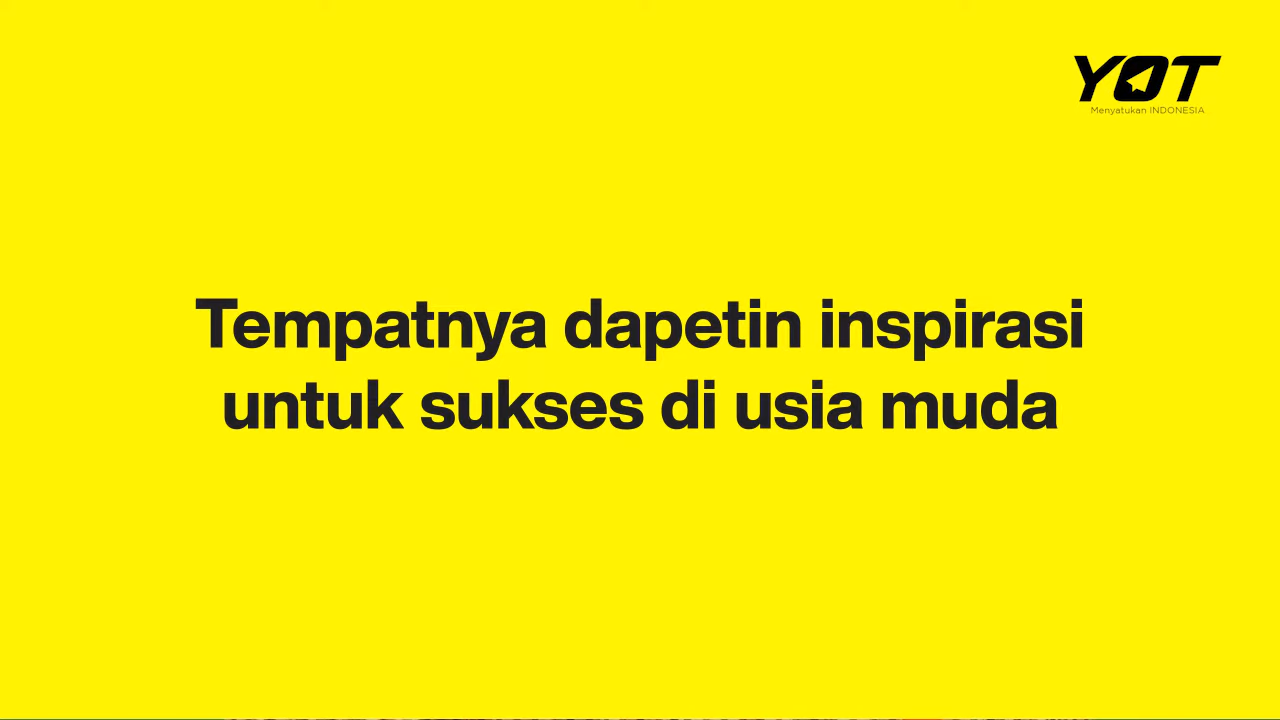 YOT
Menyatukan INDONESIA
Tempatnya dapetin inspirasi
untuk sukses di usia muda